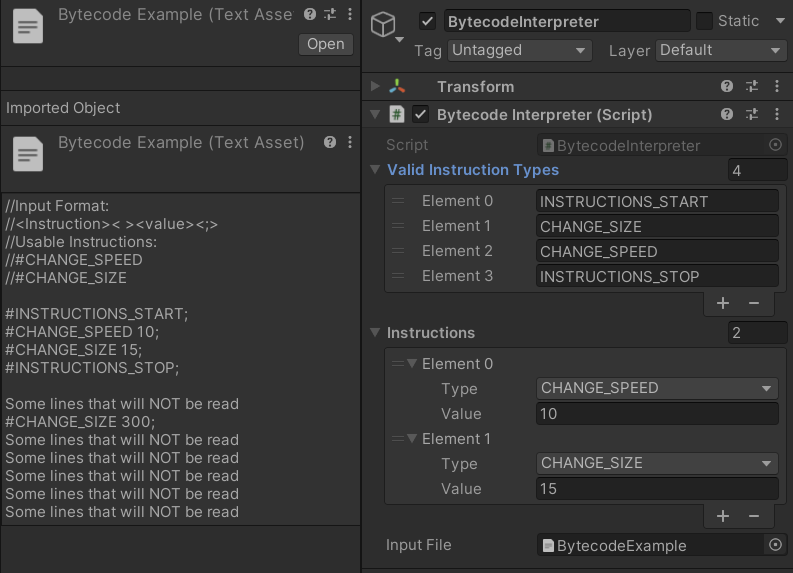 Bytecode Example (Text Asse
Open
Imported Object
Bytecode Example (Text Asset)
//Input Format:
//<Instruction>< ><value><;>
//Usable Instructions:
//#CHANGE_SPEED
//#CHANGE_SIZE
#INSTRUCTIONS_START;
#CHANGE_SPEED 10;
#CHANGE_SIZE 15;
#INSTRUCTIONS_STOP;
Some lines that will NOT be read
#CHANGE_SIZE 300;
Some lines that will NOT be read
Some lines that will NOT be read
Some lines that will NOT be read
Some lines that will NOT be read
Some lines that will NOT be read
BytecodeInterpreter Static
Tag Untagged Layer Default
Transform
# Bytecode Interpreter (Script)
Script # BytecodeInterpreter
Valid Instruction Types 4
Element 0 INSTRUCTIONS_START
Element 1 CHANGE_SIZE
Element 2 CHANGE_SPEED
Element 3 INSTRUCTIONS_STOP
+ −
Instructions 2
Element 0
Type CHANGE_SPEED
Value 10
Element 1
Type CHANGE_SIZE
Value 15
+ −
Input File BytecodeExample